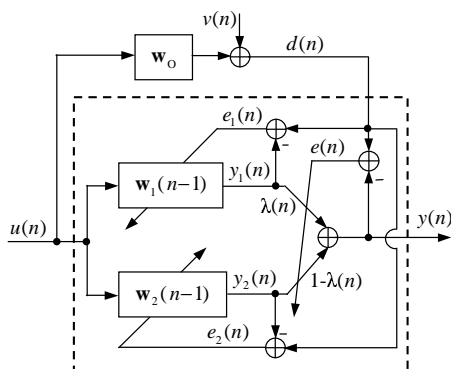 v(n)
w_O
d(n)
e_1(n)
-
e(n)
w_1(n-1)
y_1(n)
-
λ(n)
u(n)
y(n)
w_2(n-1)
y_2(n)
1-λ(n)
-
e_2(n)